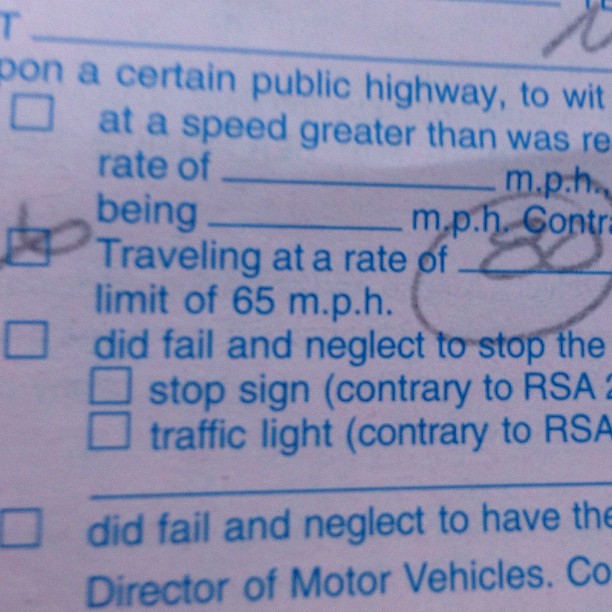 T
pon a certain public highway, to wit
at a speed greater than was re
rate of m.p.h.
being m.p.h. Contra
Traveling at a rate of 80
limit of 65 m.p.h.
did fail and neglect to stop the
stop sign (contrary to RSA 2
traffic light (contrary to RSA
did fail and neglect to have the
Director of Motor Vehicles. Co